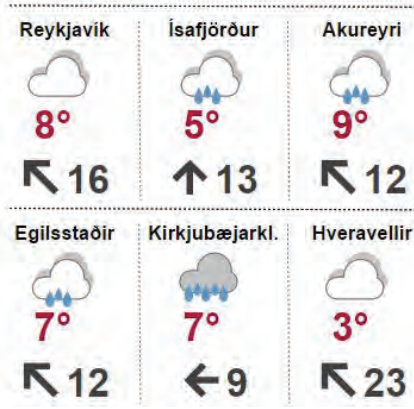 Reykjavík Ísafjörður Akureyri
8° 5° 9°
16 13 12
Egilsstaðir Kirkjubæjarkl. Hveravellir
7° 7° 3°
12 9 23